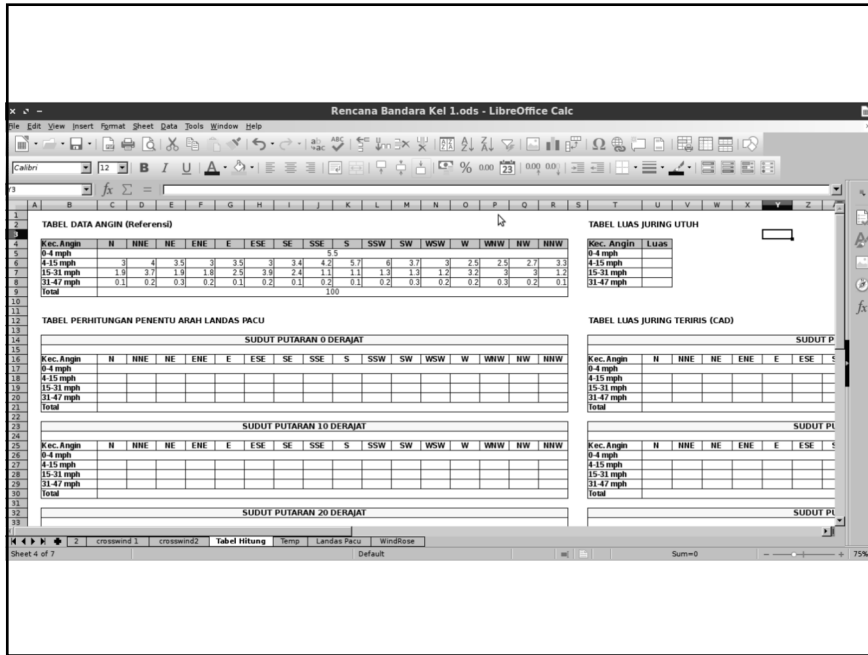 Rencana Bandara Kel 1.ods - LibreOffice Calc
File Edit View Insert Format Sheet Data Tools Window Help
Calibri 12
A B C D E F G H I J K L M N O P Q R S T U V W X Y Z
TABEL DATA ANGIN (Referensi) TABEL LUAS JURING UTUH
Kec. Angin N NNE NE ENE E ESE SE SSE S SSW SW WSW W WNW NW NNW Kec. Angin Luas
0-4 mph 5.5 0-4 mph
4-15 mph 3 4 3.5 3 3.5 3 3.4 4.2 5.7 6 3.7 3 2.5 2.5 2.7 3.3 4-15 mph
15-31 mph 1.9 3.7 1.9 1.8 2.5 3.9 2.4 1.1 1.1 1.3 1.3 1.2 3.2 3 3 1.2 15-31 mph
31-47 mph 0.1 0.2 0.3 0.2 0.1 0.1 0.1 0.2 0.1 0.2 0.3 0.2 0.2 0.3 0.2 0.1 31-47 mph
Total 100
TABEL PERHITUNGAN PENENTU ARAH LANDAS PACU TABEL LUAS JURING TERIRIS (CAD)
SUDUT PUTARAN 0 DERAJAT SUDUT P
Kec. Angin N NNE NE ENE E ESE SE SSE S SSW SW WSW W WNW NW NNW Kec. Angin N NNE NE ENE E ESE
0-4 mph 0-4 mph
4-15 mph 4-15 mph
15-31 mph 15-31 mph
31-47 mph 31-47 mph
Total Total
SUDUT PUTARAN 10 DERAJAT SUDUT PU
Kec. Angin N NNE NE ENE E ESE SE SSE S SSW SW WSW W WNW NW NNW Kec. Angin N NNE NE ENE E ESE
0-4 mph 0-4 mph
4-15 mph 4-15 mph
15-31 mph 15-31 mph
31-47 mph 31-47 mph
Total Total
SUDUT PUTARAN 20 DERAJAT SUDUT PU
2 crosswind 1 crosswind2 Tabel Hitung Temp Landas Pacu WindRose
Sheet 4 of 7 Default Sum=0 75%